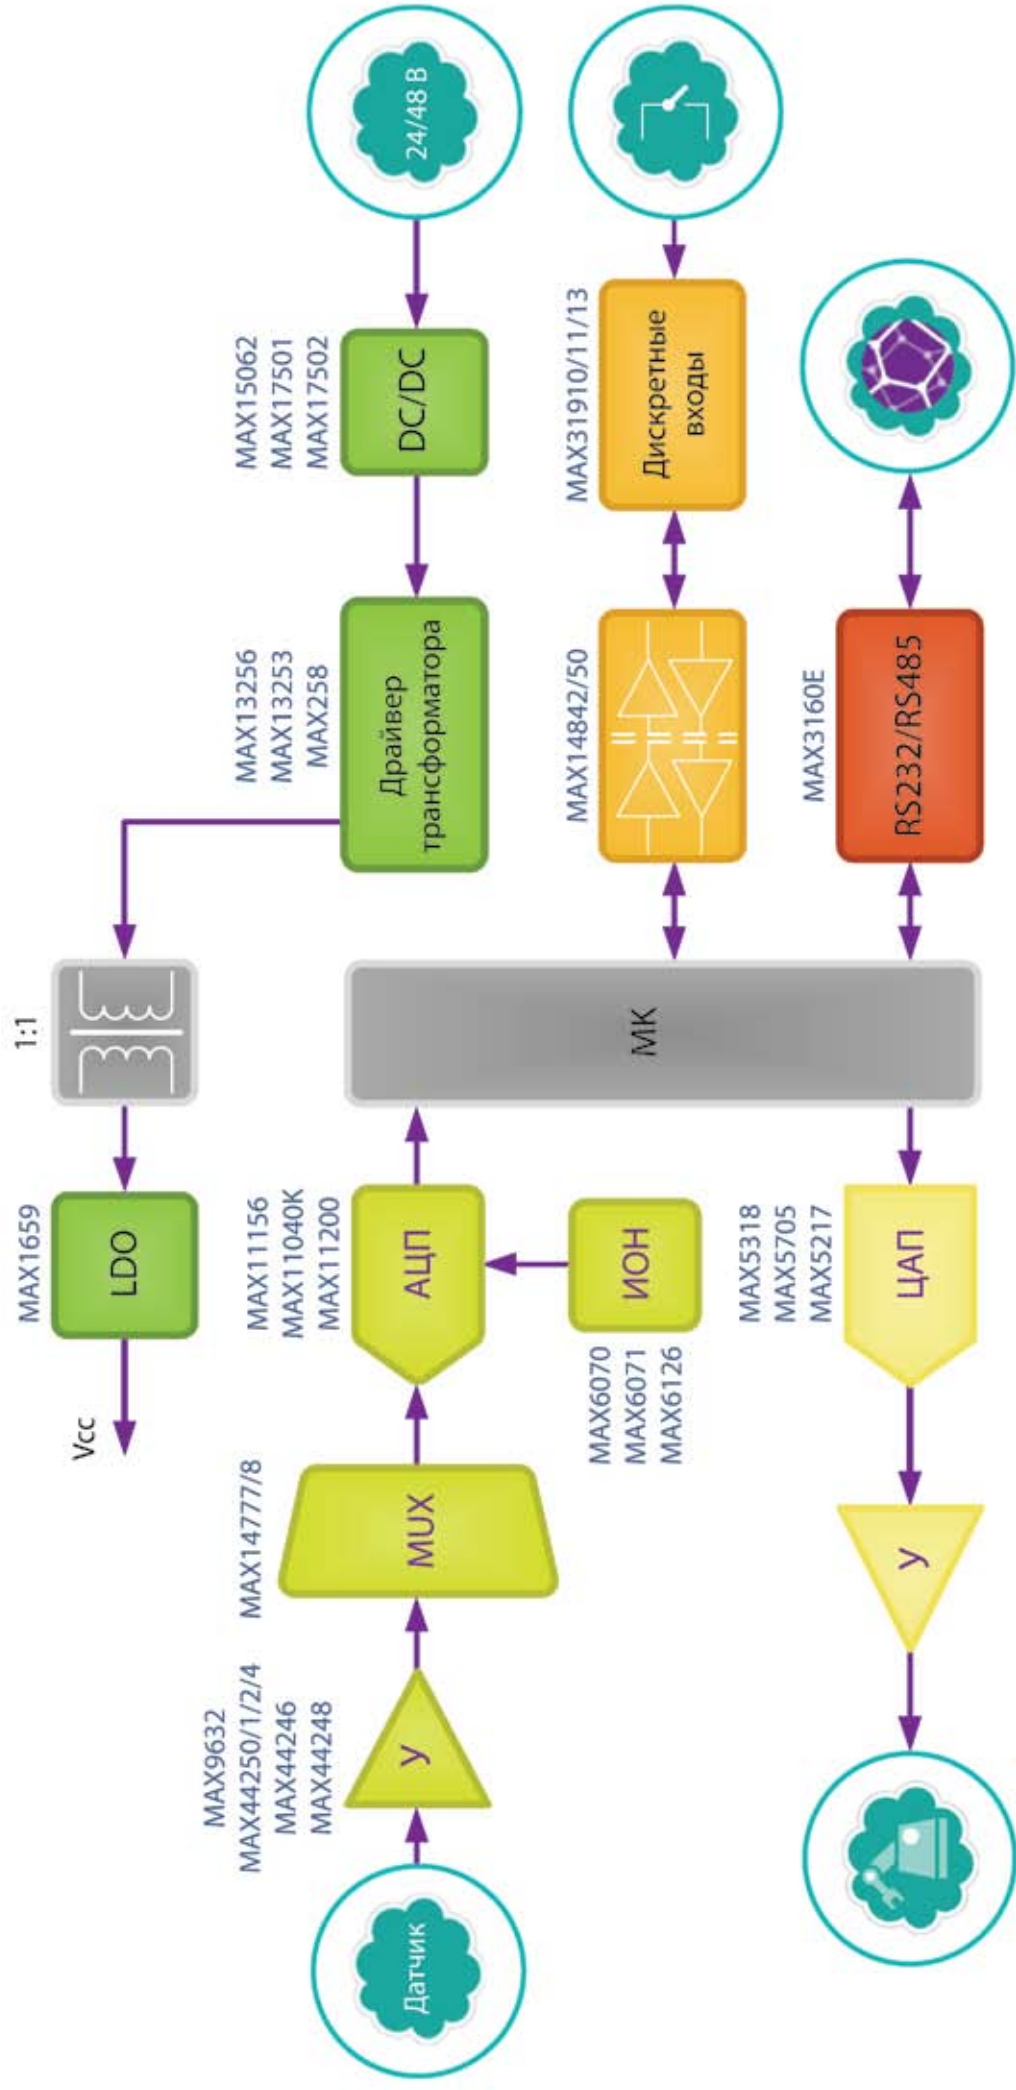 1:1
MAX1659
LDO
Vcc
MAX13256
MAX13253
MAX258
Драйвер
трансформатора
MAX15062
MAX17501
MAX17502
DC/DC
24/48 В
Датчик
MAX9632
MAX44250/1/2/4
MAX44246
MAX44248
У
MAX14777/8
MUX
MAX11156
MAX11040K
MAX11200
АЦП
MAX6070
MAX6071
MAX6126
ИОН
МК
MAX14842/50
MAX31910/11/13
Дискретные
входы
MAX3160E
RS232/RS485
MAX5318
MAX5705
MAX5217
ЦАП
У